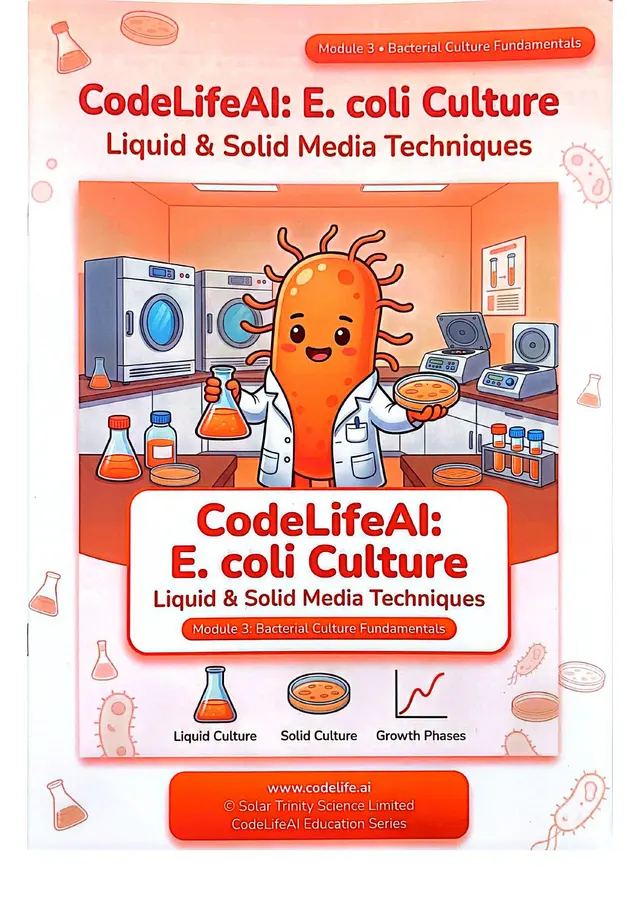 Module 3 • Bacterial Culture Fundamentals
CodeLifeAI: E. coli Culture
Liquid & Solid Media Techniques
CodeLifeAI:
E. coli Culture
Liquid & Solid Media Techniques
Module 3: Bacterial Culture Fundamentals
Liquid Culture
Solid Culture
Growth Phases
www.codelife.ai
© Solar Trinity Science Limited
CodeLifeAI Education Series